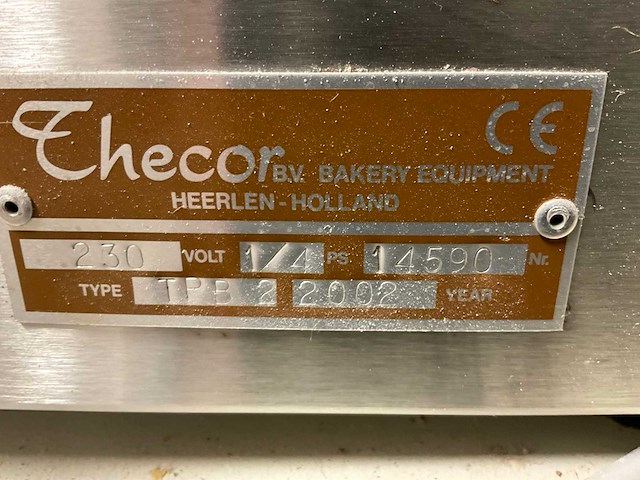 Thecor B.V. BAKERY EQUIPMENT CE
HEERLEN-HOLLAND
230 VOLT 1/4 PS 14590 Nr.
TYPE TPB 2 2002 YEAR